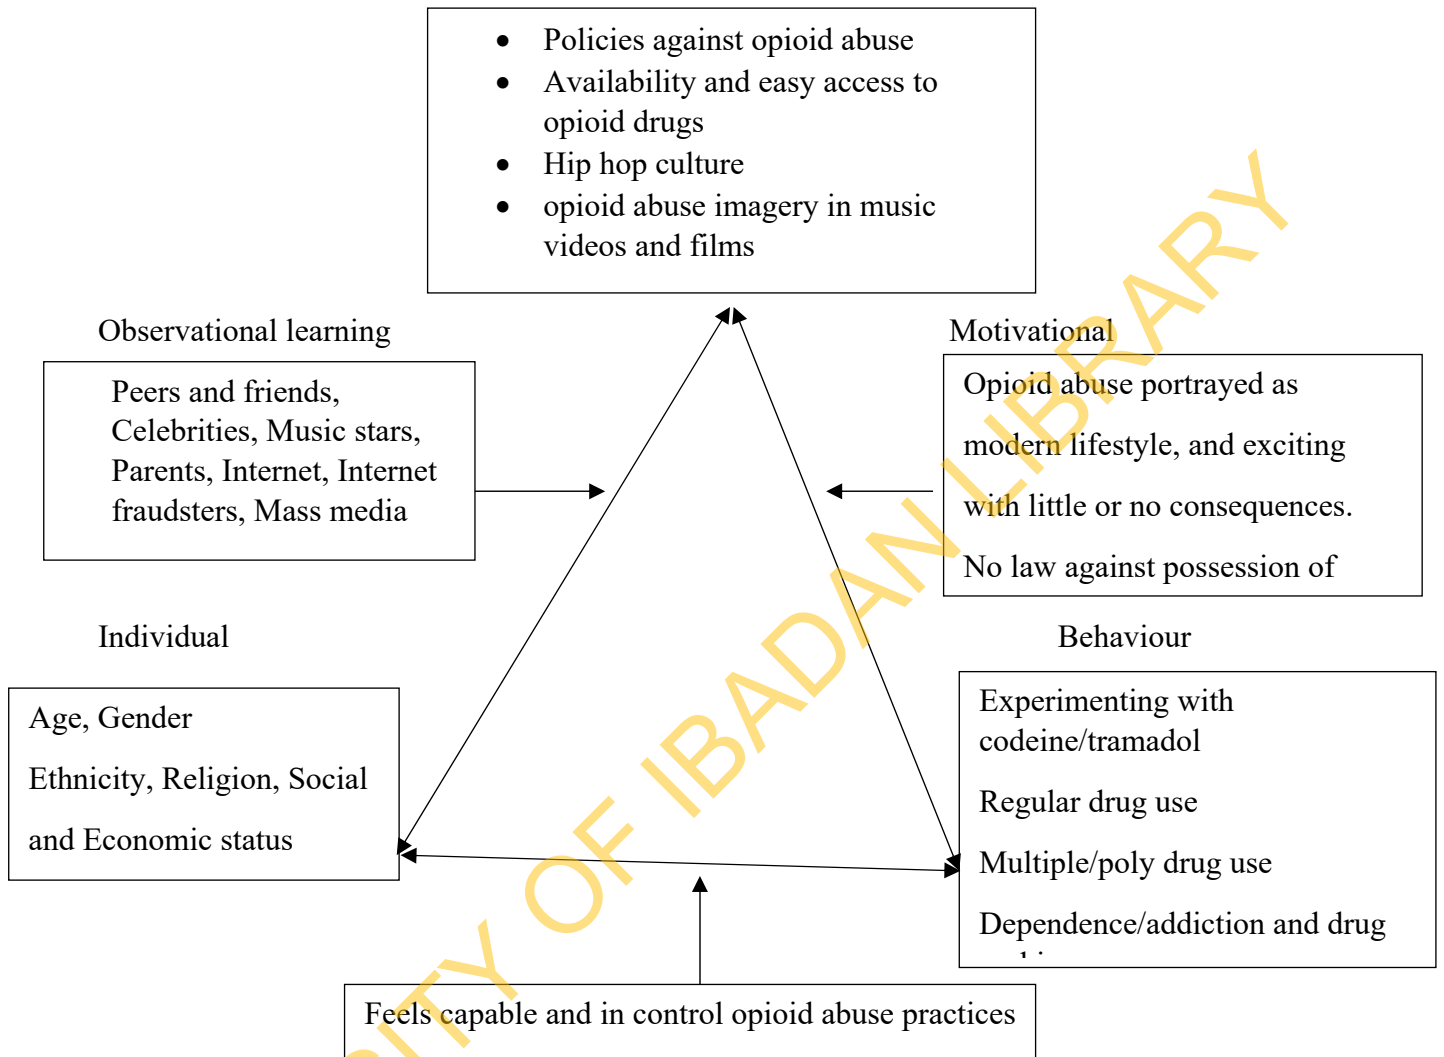 • Policies against opioid abuse
• Availability and easy access to
opioid drugs
• Hip hop culture
• opioid abuse imagery in music
videos and films
Observational learning
Peers and friends,
Celebrities, Music stars,
Parents, Internet, Internet
fraudsters, Mass media
Motivational
Opioid abuse portrayed as
modern lifestyle, and exciting
with little or no consequences.
No law against possession of
Individual
Age, Gender
Ethnicity, Religion, Social
and Economic status
Behaviour
Experimenting with
codeine/tramadol
Regular drug use
Multiple/poly drug use
Dependence/addiction and drug
Feels capable and in control opioid abuse practices
RSITY OF IBADAN LIBRARY